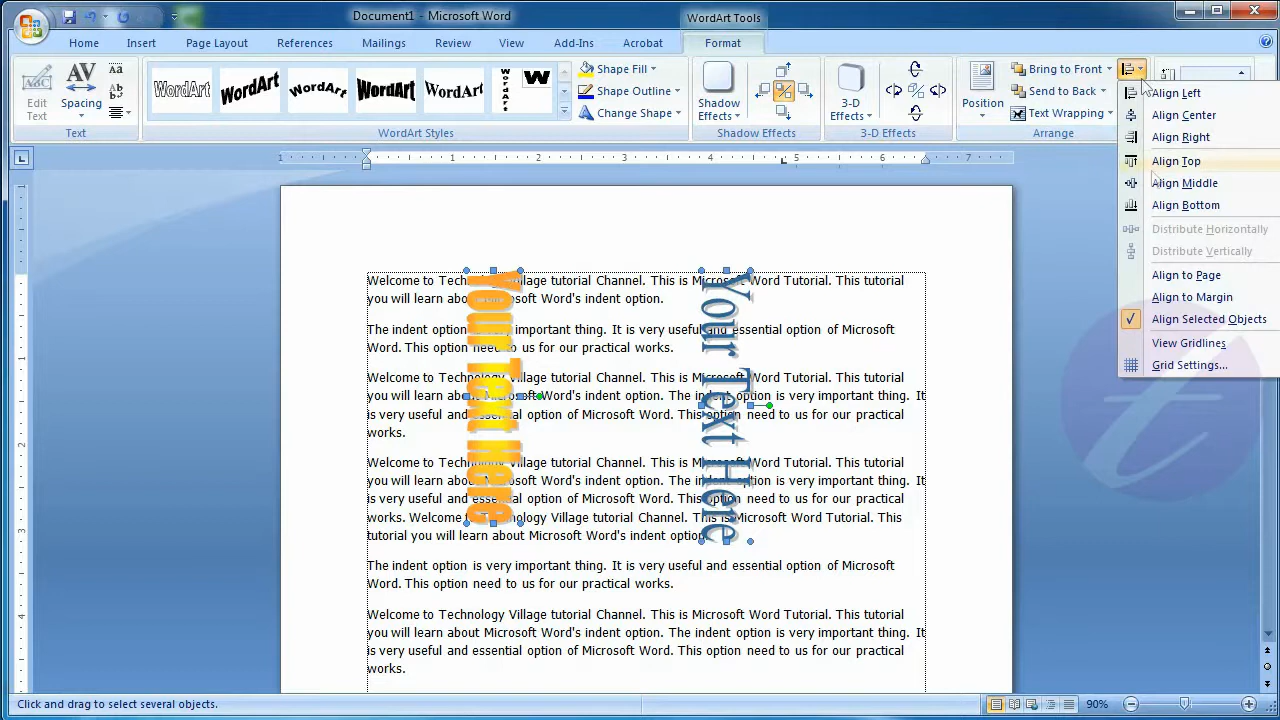 Document1 - Microsoft Word
WordArt Tools
Home Insert Page Layout References Mailings Review View Add-Ins Acrobat Format
Edit Text
Spacing
Aa
Text
WordArt WordArt WordArt WordArt WordArt W
WordArt Styles
Shape Fill
Shape Outline
Change Shape
Shadow Effects
Shadow Effects
3-D Effects
3-D Effects
Position
Bring to Front
Send to Back
Text Wrapping
Arrange
Align Left
Align Center
Align Right
Align Top
Align Middle
Align Bottom
Distribute Horizontally
Distribute Vertically
Align to Page
Align to Margin
Align Selected Objects
View Gridlines
Grid Settings...
1 1 2 3 4 5 6 7
1
3
4
Welcome to Technology Village tutorial Channel. This is Microsoft Word Tutorial. This tutorial
you will learn about Microsoft Word's indent option.
The indent option is very important thing. It is very useful and essential option of Microsoft
Word. This option need to us for our practical works.
Welcome to Technology Village tutorial Channel. This is Microsoft Word Tutorial. This tutorial
you will learn about Microsoft Word's indent option. The indent option is very important thing. It
is very useful and essential option of Microsoft Word. This option need to us for our practical
works.
Welcome to Technology Village tutorial Channel. This is Microsoft Word Tutorial. This tutorial
you will learn about Microsoft Word's indent option. The indent option is very important thing. It
is very useful and essential option of Microsoft Word. This option need to us for our practical
works. Welcome to Technology Village tutorial Channel. This is Microsoft Word Tutorial. This
tutorial you will learn about Microsoft Word's indent option.
The indent option is very important thing. It is very useful and essential option of Microsoft
Word. This option need to us for our practical works.
Welcome to Technology Village tutorial Channel. This is Microsoft Word Tutorial. This tutorial
you will learn about Microsoft Word's indent option. The indent option is very important thing. It
is very useful and essential option of Microsoft Word. This option need to us for our practical
works.
Your Text Here
Your Text Here
t
Click and drag to select several objects.
90%